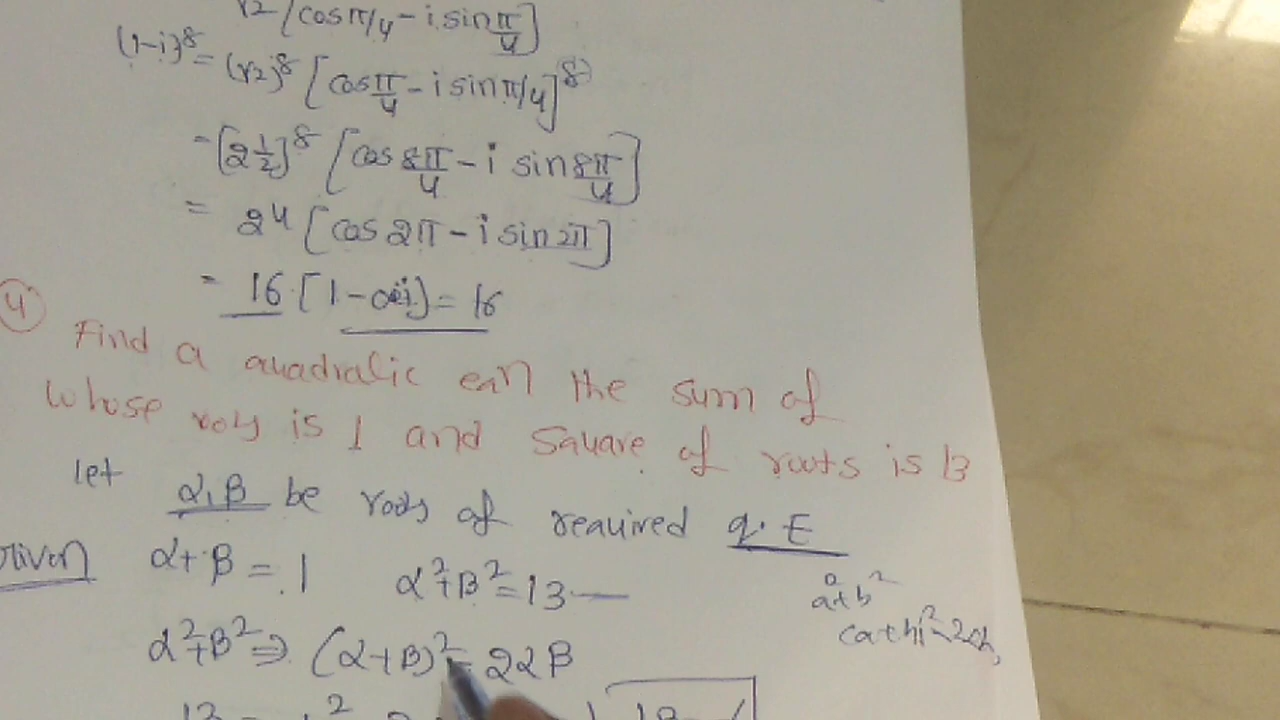 √2 [cosπ/4 - i sin π/4]
(1-i)⁸ = (√2)⁸ [cos π/4 - i sin π/4]⁸
= [2 1/2]⁸ [cos 8π/4 - i sin 8π/4]
= 2⁴ [cos 2π - i sin 2π]
= 16 [1 - i] = 16
4 Find a quadralic eqn the sum of
whose roots is 1 and Square of roots is 13
let α, β be roots of required q. E
Given α+β = 1 α²+β² = 13
a²+b²
α²+β² ⇒ (α+β)² = 2αβ
(a+b)²-2ab